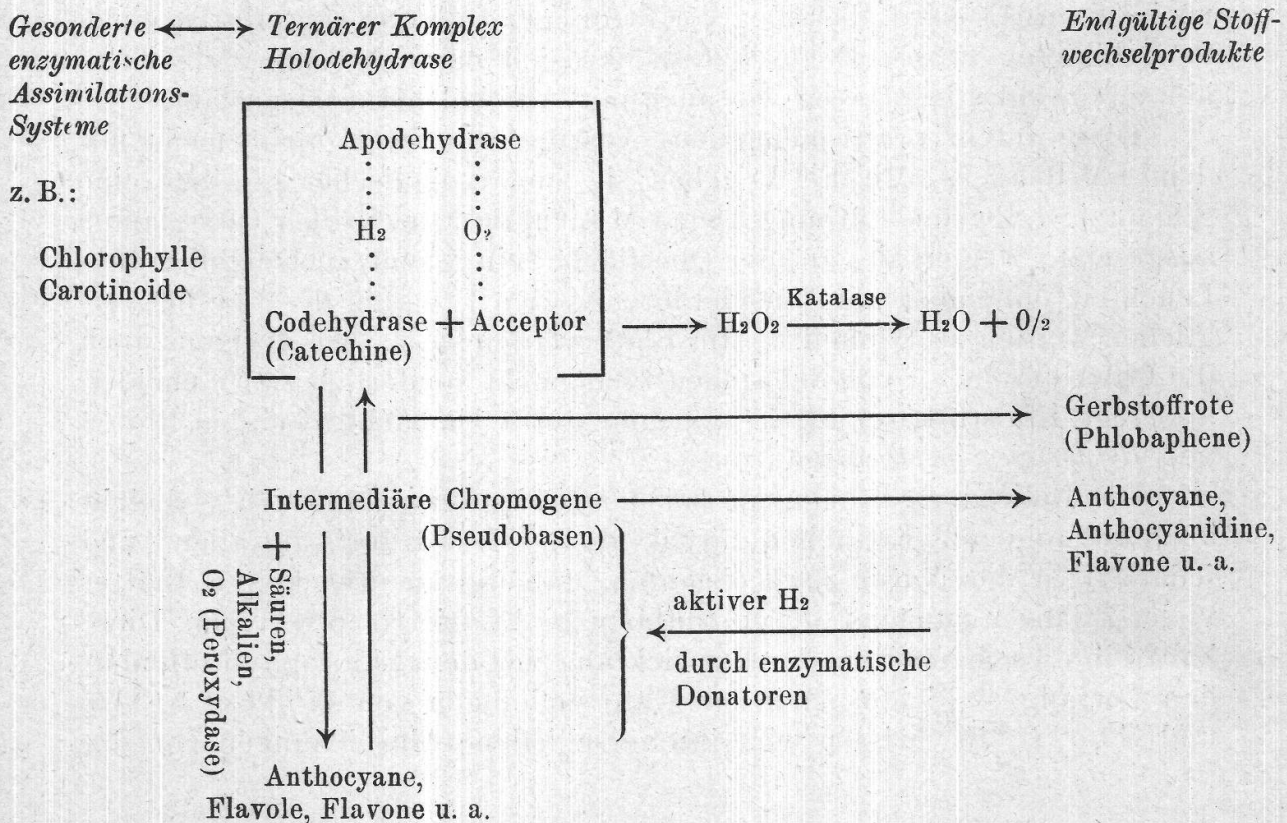 Gesonderte ⟷ Ternärer Komplex
enzymatische Holodehydrase
Assimilations-
Systeme
Endgültige Stoff-
wechselprodukte
z. B.:
Chlorophylle
Carotinoide
Apodehydrase
H₂ O₂
Codehydrase + Acceptor ⟶ H₂O₂ ⟶ H₂O + O/2
Katalase
(Catechine)
Gerbstoffrote
(Phlobaphene)
Intermediäre Chromogene
(Pseudobasen)
Anthocyane,
Anthocyanidine,
Flavone u. a.
+ Säuren,
Alkalien,
O₂ (Peroxydase)
aktiver H₂
durch enzymatische
Donatoren
Anthocyane,
Flavole, Flavone u. a.